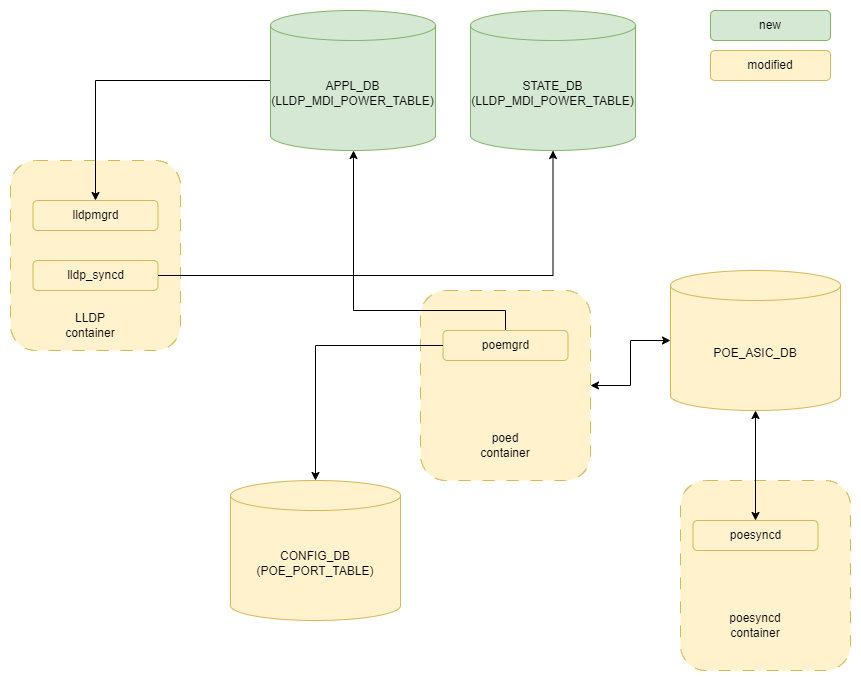 new
modified
APPL_DB
(LLDP_MDI_POWER_TABLE)
STATE_DB
(LLDP_MDI_POWER_TABLE)
lldpmgrd
lldp_syncd
LLDP
container
poemgrd
poed
container
POE_ASIC_DB
CONFIG_DB
(POE_PORT_TABLE)
poesyncd
poesyncd
container